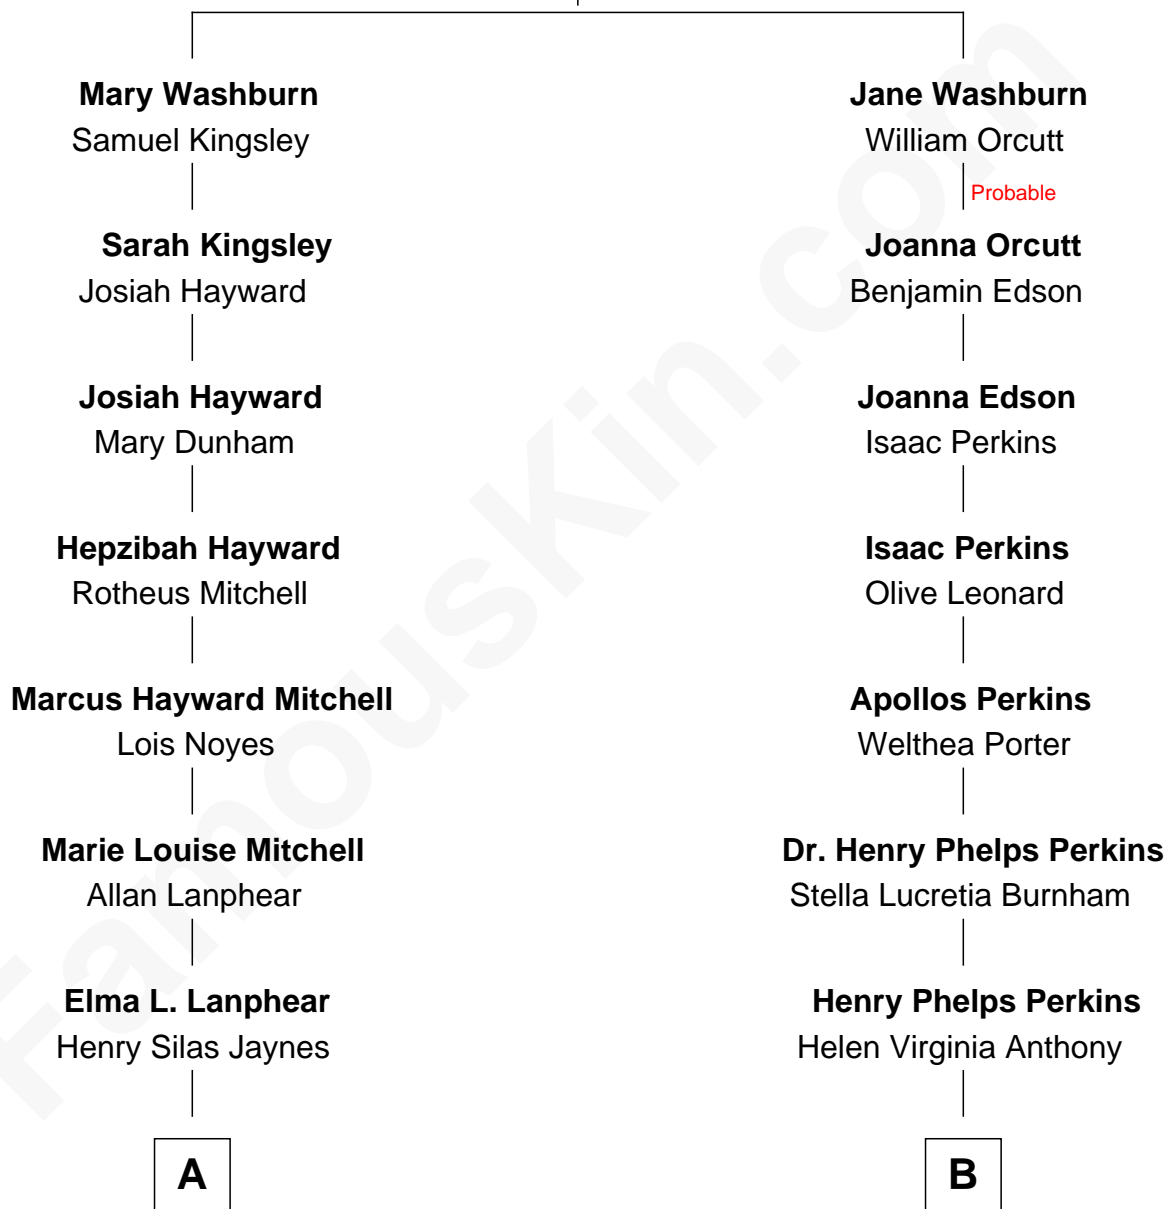 Mary Washburn
Samuel Kingsley
Sarah Kingsley
Josiah Hayward
Josiah Hayward
Mary Dunham
Hepzibah Hayward
Rotheus Mitchell
Marcus Hayward Mitchell
Lois Noyes
Marie Louise Mitchell
Allan Lanphear
Elma L. Lanphear
Henry Silas Jaynes
A
Jane Washburn
William Orcutt
Probable
Joanna Orcutt
Benjamin Edson
Joanna Edson
Isaac Perkins
Isaac Perkins
Olive Leonard
Apollos Perkins
Welthea Porter
Dr. Henry Phelps Perkins
Stella Lucretia Burnham
Henry Phelps Perkins
Helen Virginia Anthony
B
FamousKin.com